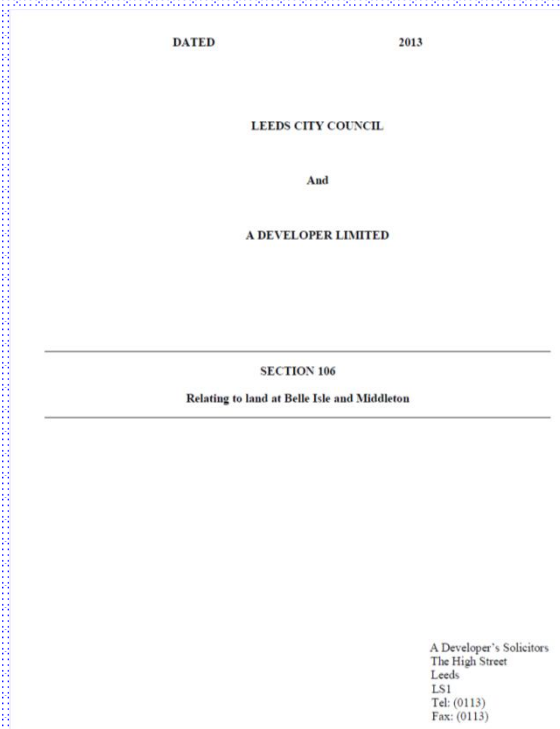 DATED 2013
LEEDS CITY COUNCIL
And
A DEVELOPER LIMITED
SECTION 106
Relating to land at Belle Isle and Middleton
A Developer's Solicitors
The High Street
Leeds
LS1
Tel: (0113)
Fax: (0113)